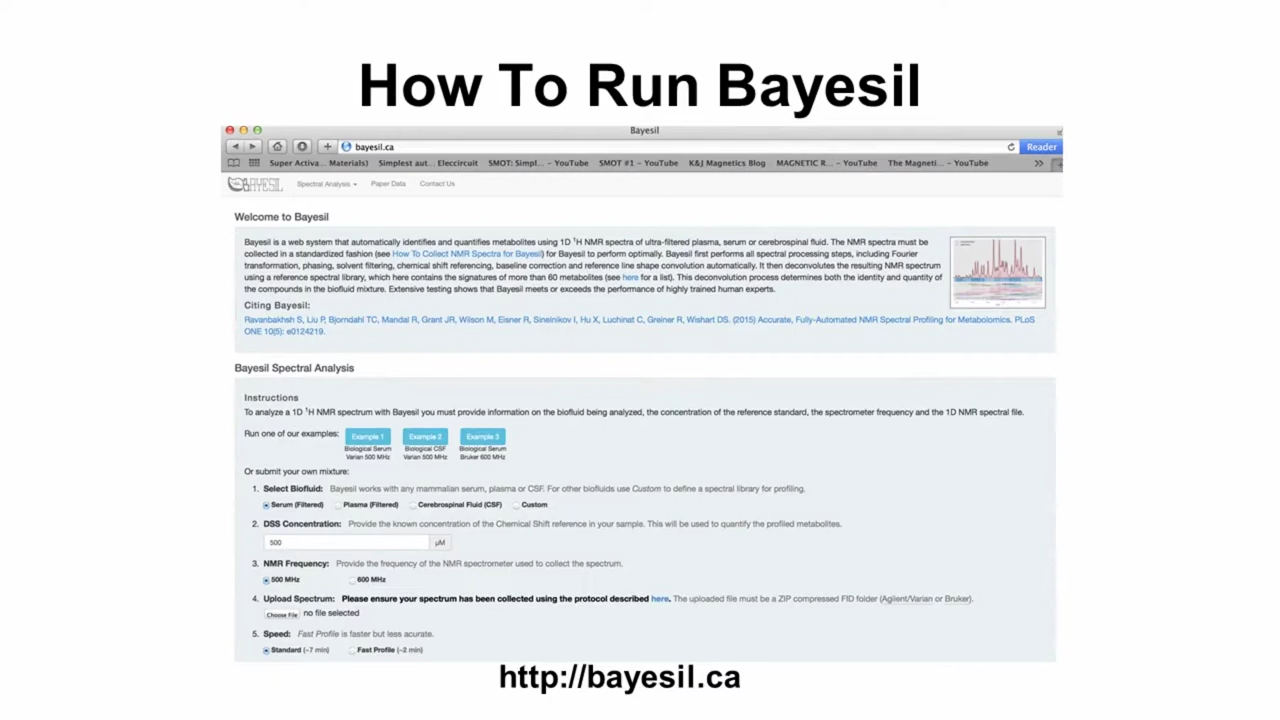 How To Run Bayesil
Bayesil
bayesil.ca
Reader
Super Activa... Materials) Simplest aut... Eleccircuit SMOT: Simpl... – YouTube SMOT #1 – YouTube K&J Magnetics Blog MAGNETIC R... – YouTube The Magneti... – YouTube
BAYESIL Spectral Analysis Paper Data Contact Us
Welcome to Bayesil
Bayesil is a web system that automatically identifies and quantifies metabolites using 1D ¹H NMR spectra of ultra-filtered plasma, serum or cerebrospinal fluid. The NMR spectra must be
collected in a standardized fashion (see How To Collect NMR Spectra for Bayesil) for Bayesil to perform optimally. Bayesil first performs all spectral processing steps, including Fourier
transformation, phasing, solvent filtering, chemical shift referencing, baseline correction and reference line shape convolution automatically. It then deconvolutes the resulting NMR spectrum
using a reference spectral library, which here contains the signatures of more than 60 metabolites (see here for a list). This deconvolution process determines both the identity and quantity of
the compounds in the biofluid mixture. Extensive testing shows that Bayesil meets or exceeds the performance of highly trained human experts.
Citing Bayesil:
Ravanbakhsh S, Liu P, Bjorndahl TC, Mandal R, Grant JR, Wilson M, Eisner R, Sinelnikov I, Hu X, Luchinat C, Greiner R, Wishart DS. (2015) Accurate, Fully-Automated NMR Spectral Profiling for Metabolomics. PLoS
ONE 10(5): e0124219.
Bayesil Spectral Analysis
Instructions
To analyze a 1D ¹H NMR spectrum with Bayesil you must provide information on the biofluid being analyzed, the concentration of the reference standard, the spectrometer frequency and the 1D NMR spectral file.
Run one of our examples: Example 1 Example 2 Example 3
Biological Serum Biological CSF Biological Serum
Varian 500 MHz Varian 500 MHz Bruker 600 MHz
Or submit your own mixture:
1. Select Biofluid: Bayesil works with any mammalian serum, plasma or CSF. For other biofluids use Custom to define a spectral library for profiling.
Serum (Filtered) Plasma (Filtered) Cerebrospinal Fluid (CSF) Custom
2. DSS Concentration: Provide the known concentration of the Chemical Shift reference in your sample. This will be used to quantify the profiled metabolites.
500 µM
3. NMR Frequency: Provide the frequency of the NMR spectrometer used to collect the spectrum.
500 MHz 600 MHz
4. Upload Spectrum: Please ensure your spectrum has been collected using the protocol described here. The uploaded file must be a ZIP compressed FID folder (Agilent/Varian or Bruker).
Choose File no file selected
5. Speed: Fast Profile is faster but less acurate.
Standard (~7 min) Fast Profile (~2 min)
http://bayesil.ca